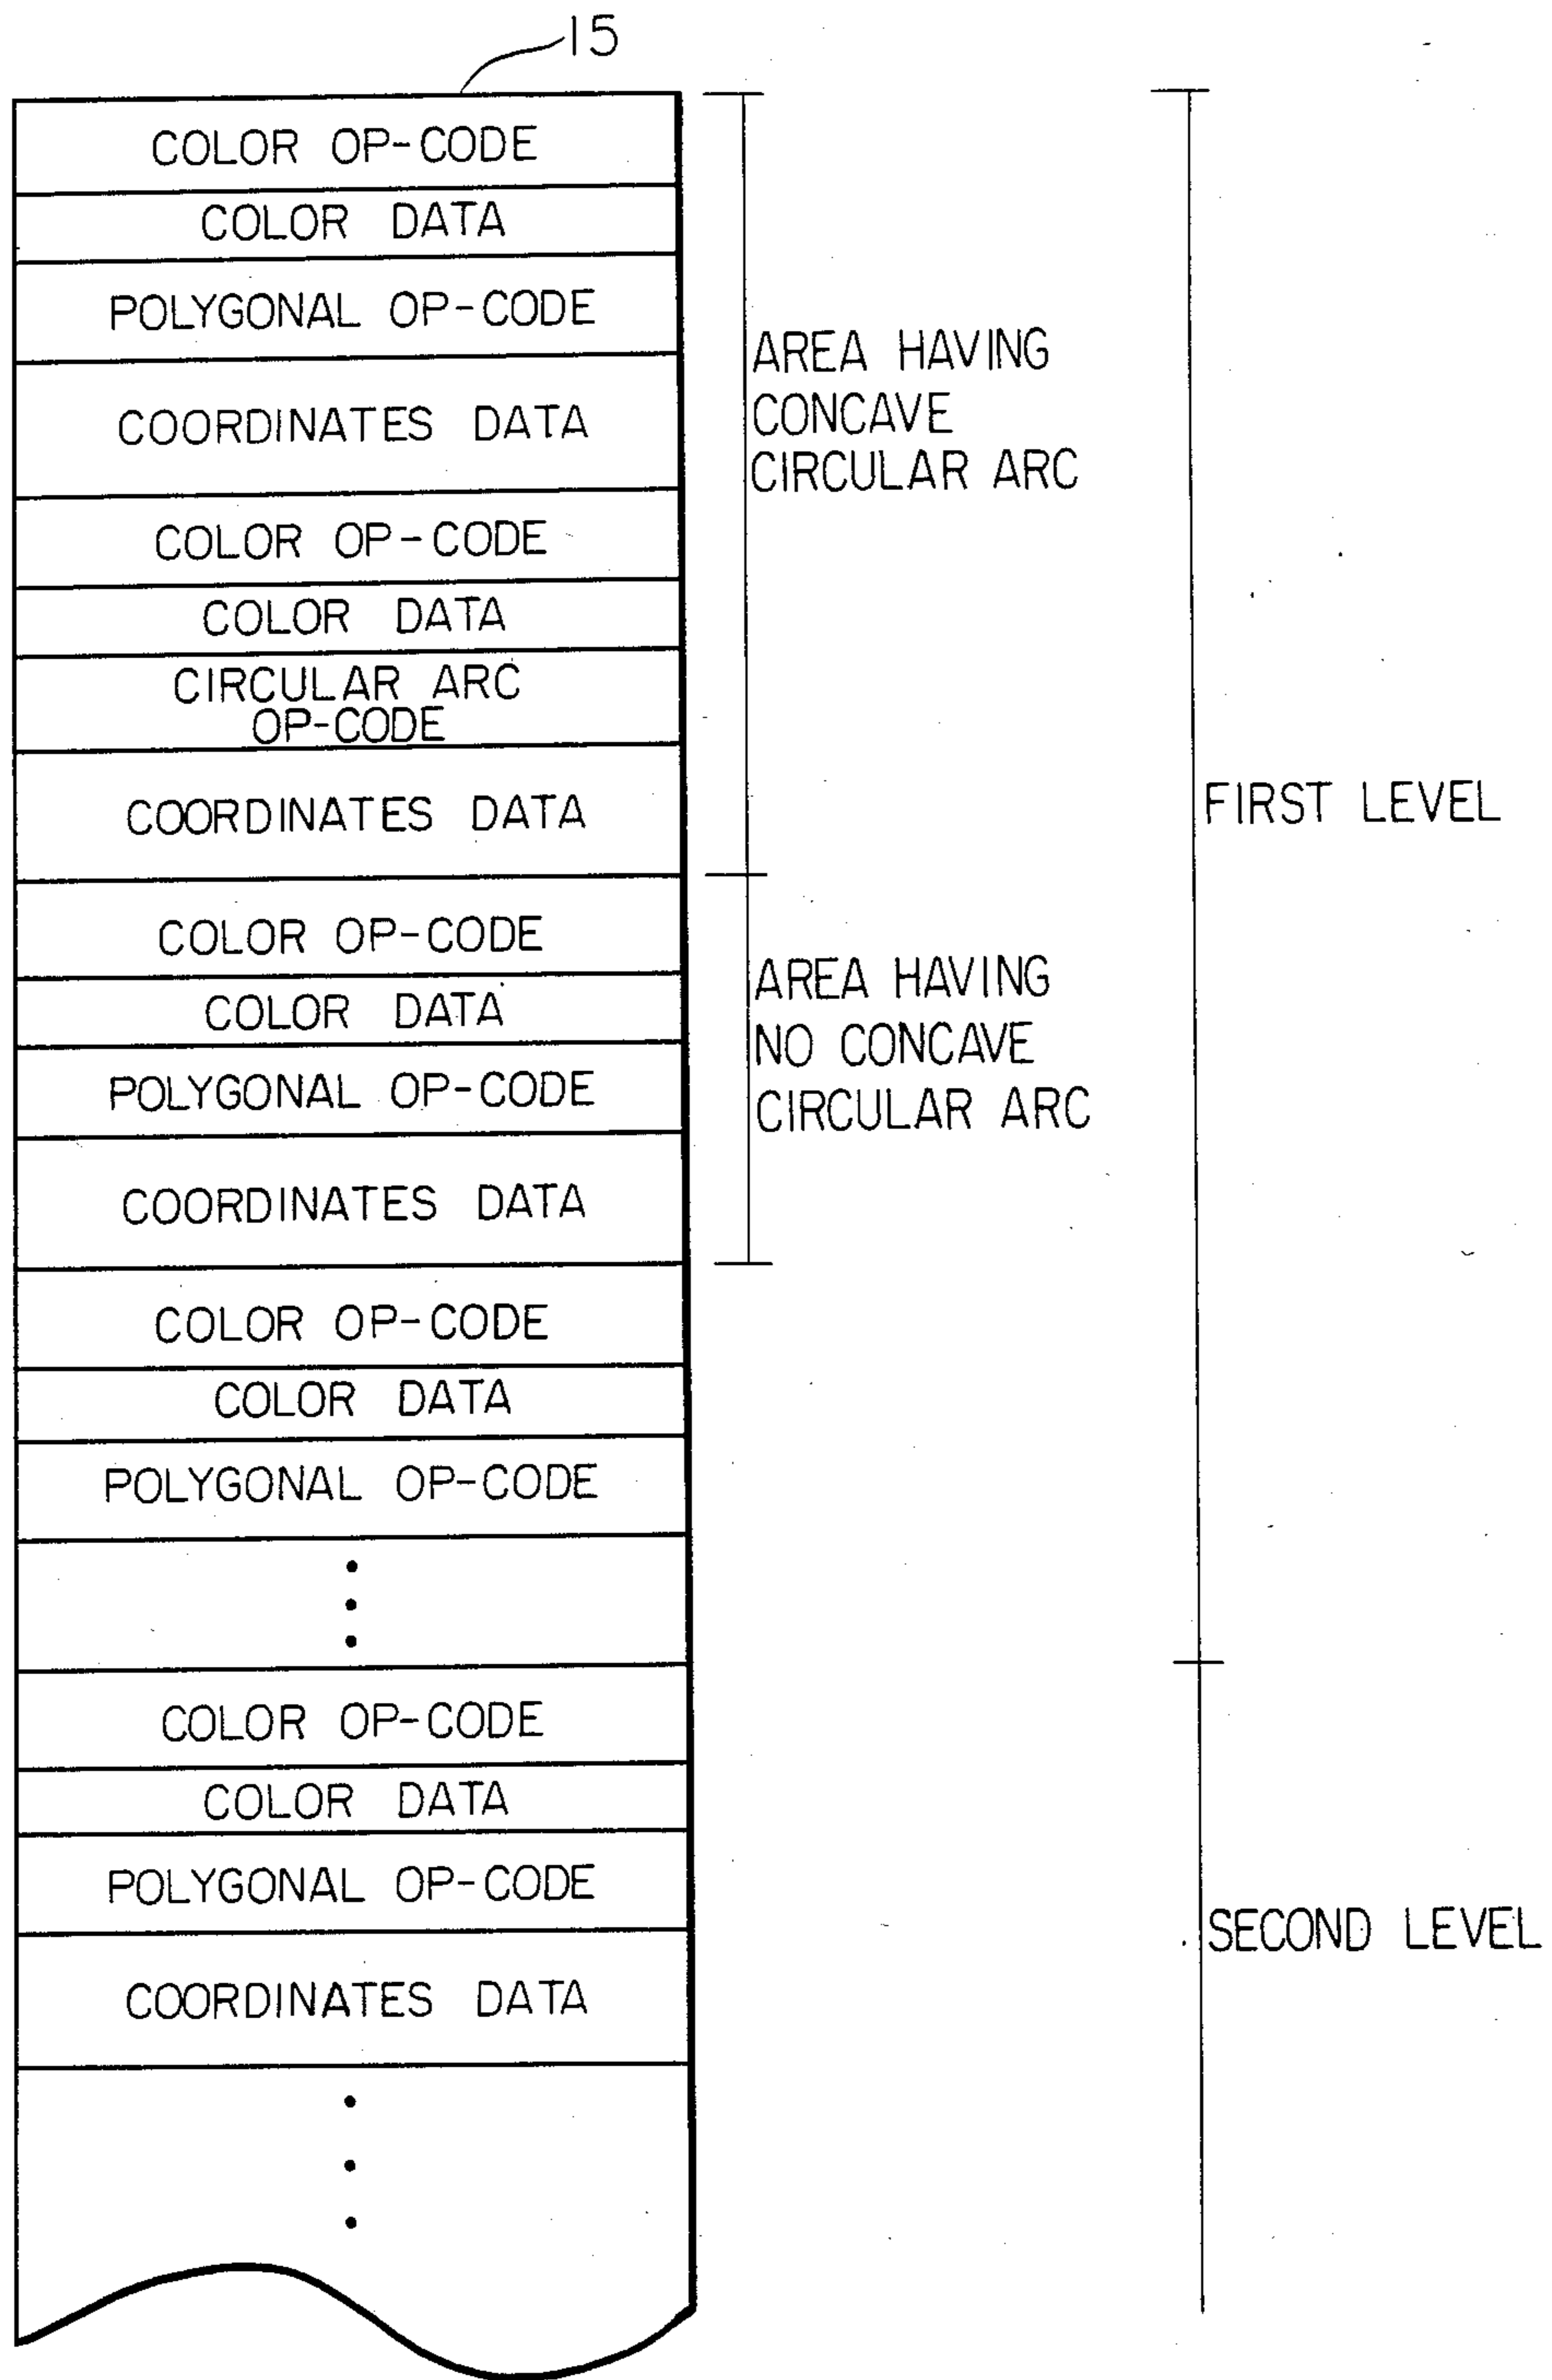 15
COLOR OP-CODE
COLOR DATA
POLYGONAL OP-CODE
COORDINATES DATA
COLOR OP-CODE
COLOR DATA
CIRCULAR ARC
OP-CODE
COORDINATES DATA
AREA HAVING
CONCAVE
CIRCULAR ARC
COLOR OP-CODE
COLOR DATA
POLYGONAL OP-CODE
COORDINATES DATA
AREA HAVING
NO CONCAVE
CIRCULAR ARC
COLOR OP-CODE
COLOR DATA
POLYGONAL OP-CODE
FIRST LEVEL
COLOR OP-CODE
COLOR DATA
POLYGONAL OP-CODE
COORDINATES DATA
SECOND LEVEL